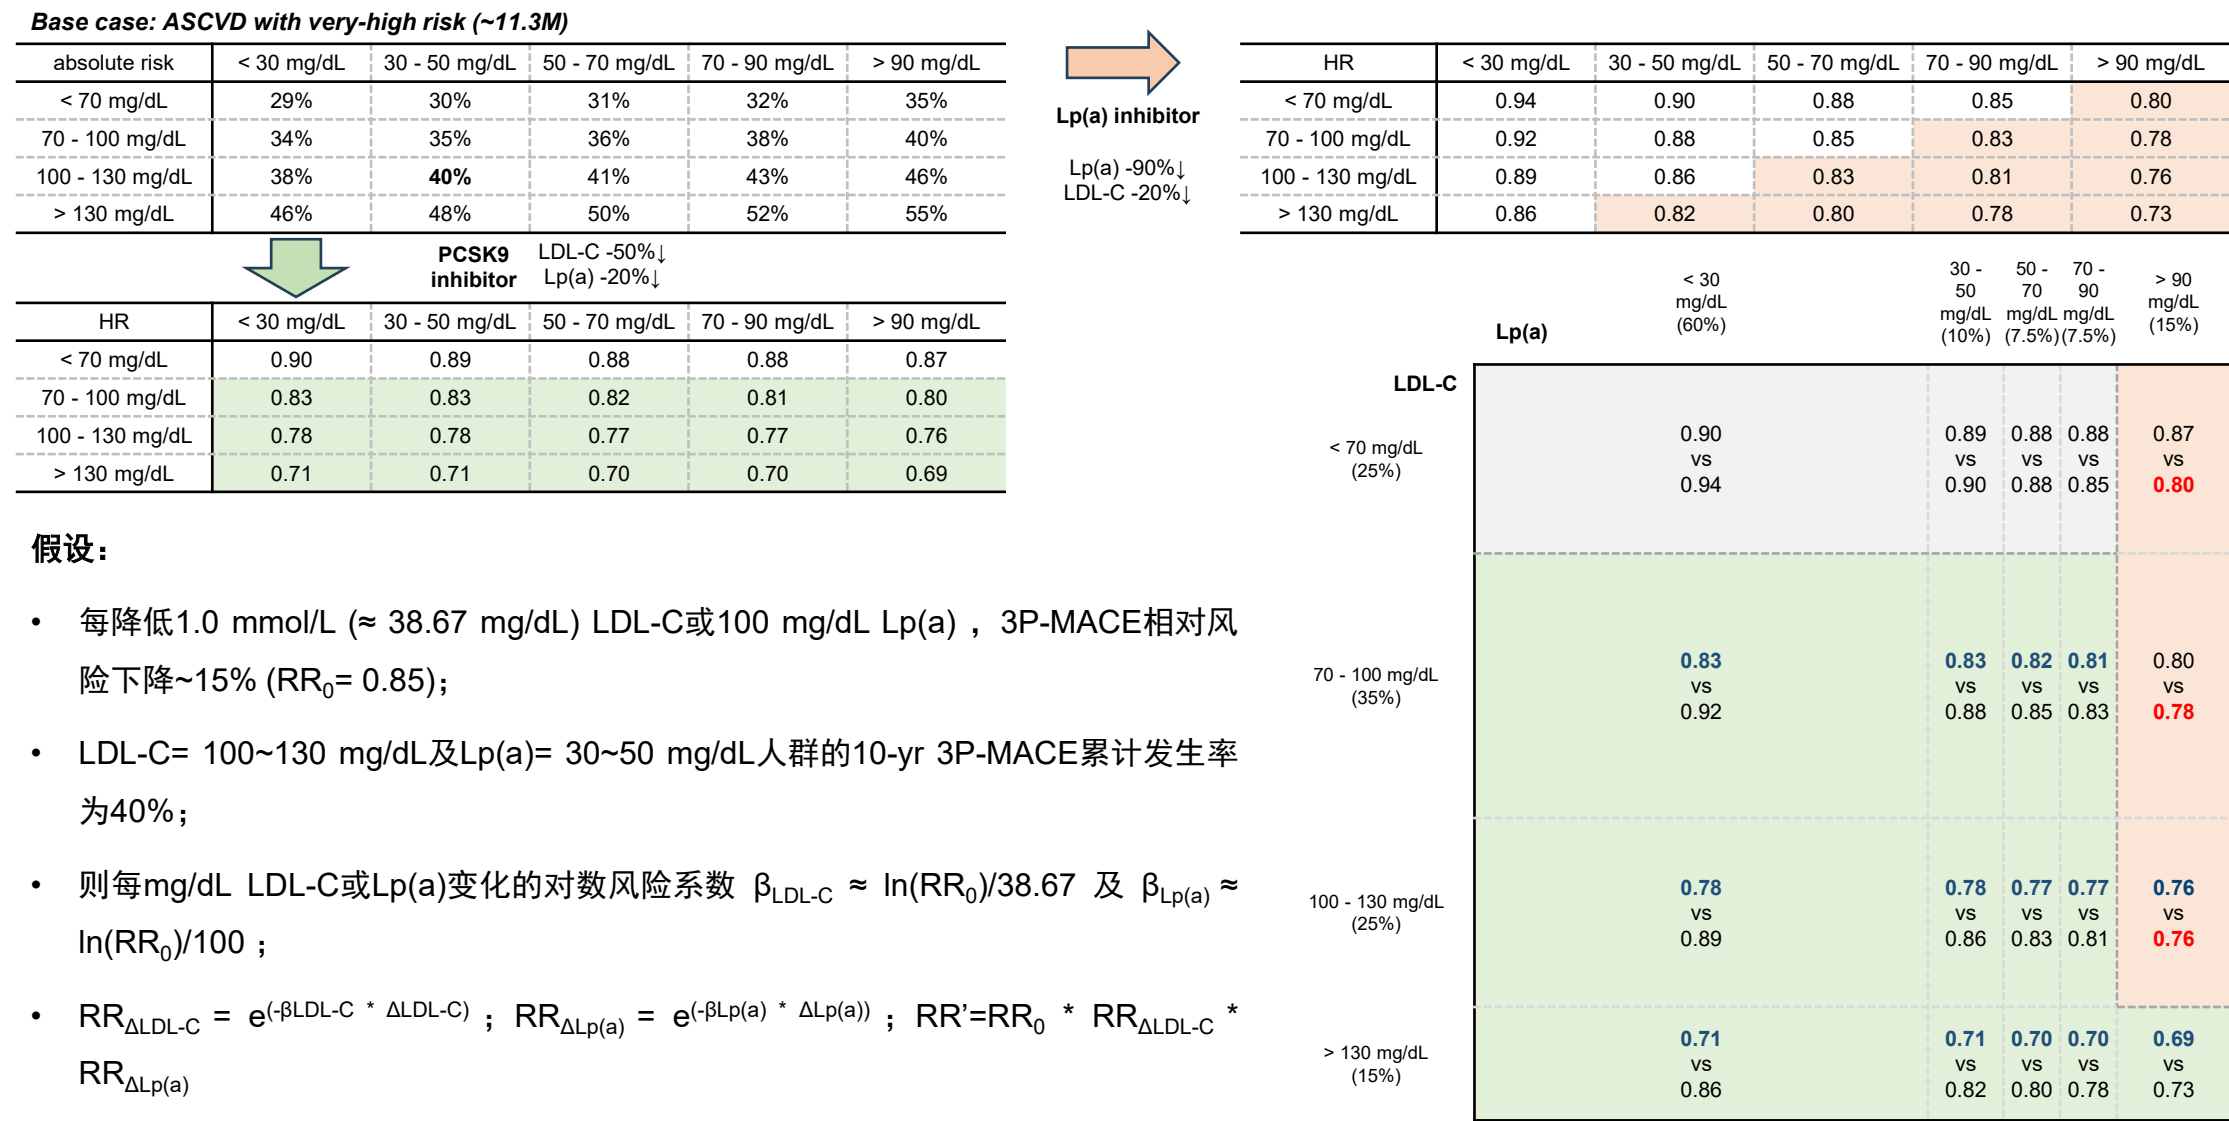 Base case: ASCVD with very-high risk (~11.3M)
absolute risk < 30 mg/dL 30 - 50 mg/dL 50 - 70 mg/dL 70 - 90 mg/dL > 90 mg/dL
< 70 mg/dL 29% 30% 31% 32% 35%
70 - 100 mg/dL 34% 35% 36% 38% 40%
100 - 130 mg/dL 38% 40% 41% 43% 46%
> 130 mg/dL 46% 48% 50% 52% 55%
Lp(a) inhibitor
Lp(a) -90%↓
LDL-C -20%↓
HR < 30 mg/dL 30 - 50 mg/dL 50 - 70 mg/dL 70 - 90 mg/dL > 90 mg/dL
< 70 mg/dL 0.94 0.90 0.88 0.85 0.80
70 - 100 mg/dL 0.92 0.88 0.85 0.83 0.78
100 - 130 mg/dL 0.89 0.86 0.83 0.81 0.76
> 130 mg/dL 0.86 0.82 0.80 0.78 0.73
PCSK9 LDL-C -50%↓
inhibitor Lp(a) -20%↓
HR < 30 mg/dL 30 - 50 mg/dL 50 - 70 mg/dL 70 - 90 mg/dL > 90 mg/dL
< 70 mg/dL 0.90 0.89 0.88 0.88 0.87
70 - 100 mg/dL 0.83 0.83 0.82 0.81 0.80
100 - 130 mg/dL 0.78 0.78 0.77 0.77 0.76
> 130 mg/dL 0.71 0.71 0.70 0.70 0.69
假设：
• 每降低1.0 mmol/L (≈ 38.67 mg/dL) LDL-C或100 mg/dL Lp(a) ，3P-MACE相对风
险下降~15% (RR₀= 0.85)；
• LDL-C= 100~130 mg/dL及Lp(a)= 30~50 mg/dL人群的10-yr 3P-MACE累计发生率
为40%；
• 则每mg/dL LDL-C或Lp(a)变化的对数风险系数 βLDL-C ≈ ln(RR₀)/38.67 及 βLp(a) ≈
ln(RR₀)/100 ；
• RRΔLDL-C = e(-βLDL-C * ΔLDL-C) ；RRΔLp(a) = e(-βLp(a) * ΔLp(a)) ；RR’=RR₀ * RRΔLDL-C *
RRΔLp(a)
Lp(a)
< 30
mg/dL
(60%)
30 -
50
mg/dL
(10%)
50 -
70
mg/dL
(7.5%)
70 -
90
mg/dL
(7.5%)
> 90
mg/dL
(15%)
LDL-C
< 70 mg/dL
(25%)
0.90 0.89 0.88 0.88 0.87
vs vs vs vs vs
0.94 0.90 0.88 0.85 0.80
70 - 100 mg/dL
(35%)
0.83 0.83 0.82 0.81 0.80
vs vs vs vs vs
0.92 0.88 0.85 0.83 0.78
100 - 130 mg/dL
(25%)
0.78 0.78 0.77 0.77 0.76
vs vs vs vs vs
0.89 0.86 0.83 0.81 0.76
> 130 mg/dL
(15%)
0.71 0.71 0.70 0.70 0.69
vs vs vs vs vs
0.86 0.82 0.80 0.78 0.73